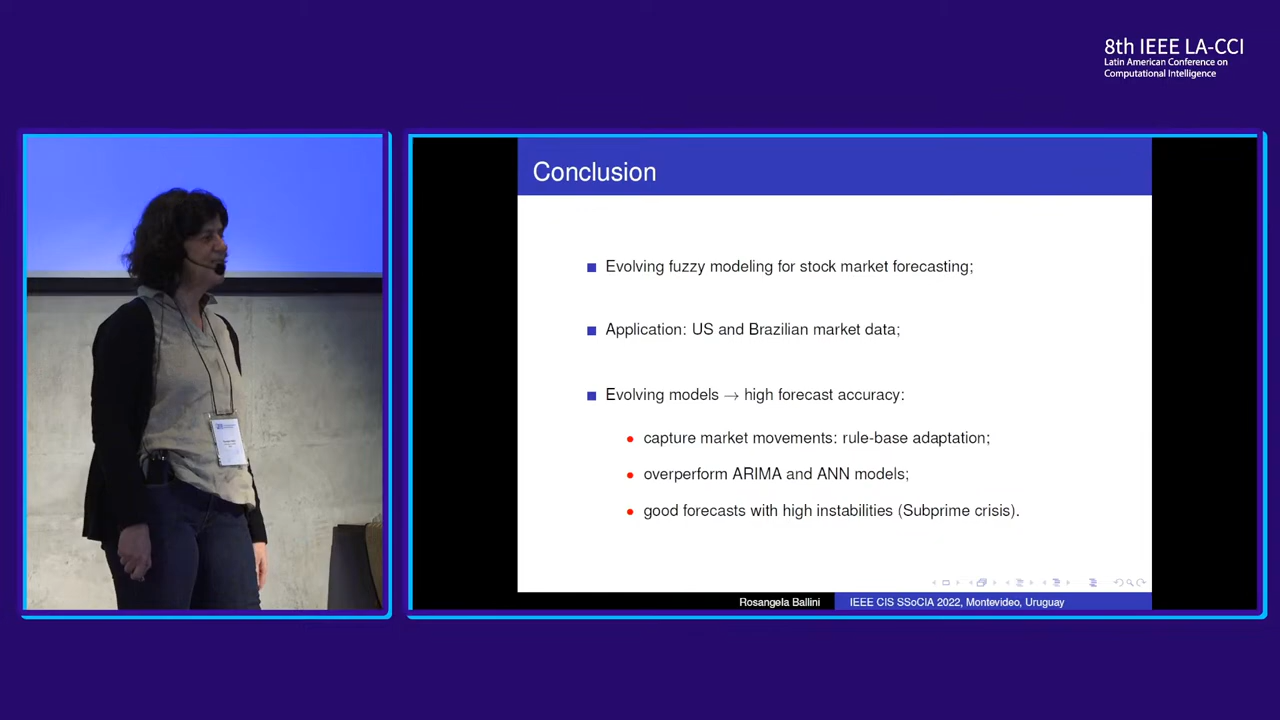 8th IEEE LA-CCI
Latin American Conference on
Computational Intelligence
Conclusion
Evolving fuzzy modeling for stock market forecasting;
Application: US and Brazilian market data;
Evolving models → high forecast accuracy:
capture market movements: rule-base adaptation;
overperform ARIMA and ANN models;
good forecasts with high instabilities (Subprime crisis).
Rosangela Ballini
IEEE CIS SSoCIA 2022, Montevideo, Uruguay